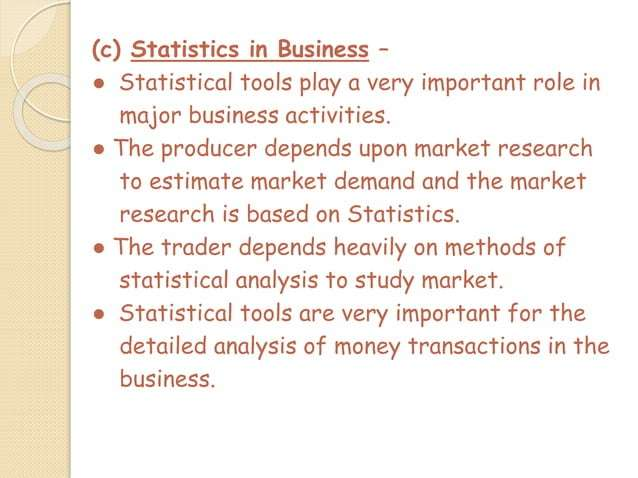 (c) Statistics in Business –
● Statistical tools play a very important role in
major business activities.
● The producer depends upon market research
to estimate market demand and the market
research is based on Statistics.
● The trader depends heavily on methods of
statistical analysis to study market.
● Statistical tools are very important for the
detailed analysis of money transactions in the
business.